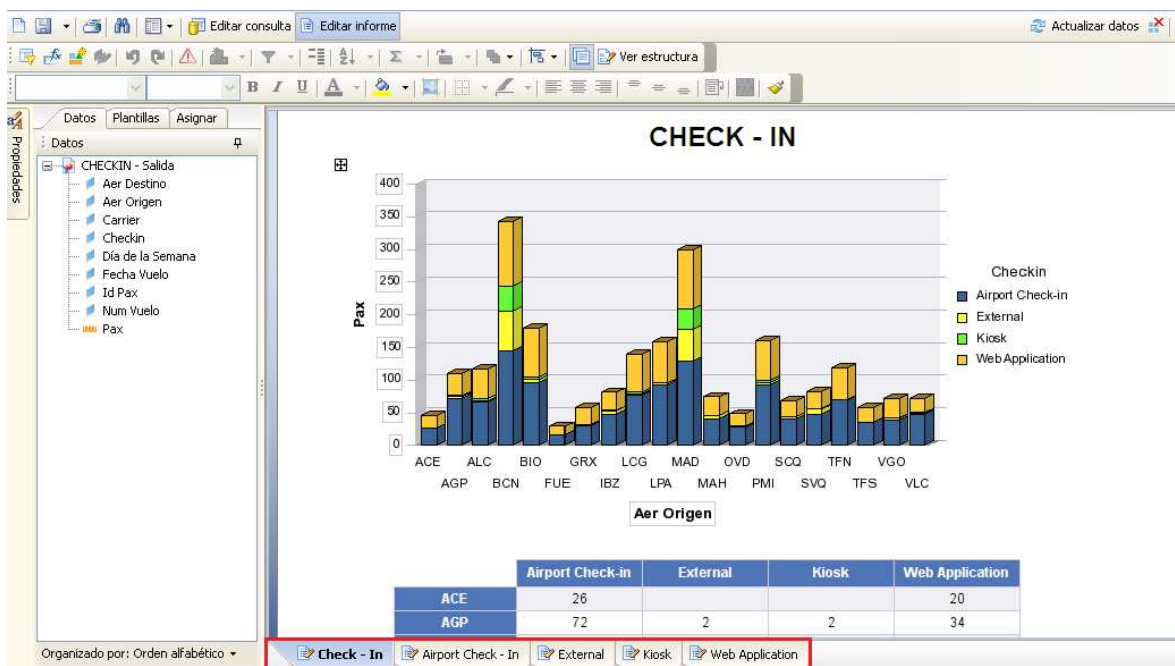 Editar consulta Editar informe Actualizar datos
Ver estructura
B I U A
Propiedades
Datos Plantillas Asignar
Datos
CHECKIN - Salida
Aer Destino
Aer Origen
Carrier
Checkin
Día de la Semana
Fecha Vuelo
Id Pax
Num Vuelo
Pax
Organizado por: Orden alfabético
CHECK - IN
Pax
400
350
300
250
200
150
100
50
0
ACE ALC BIO GRX LCG MAD OVD SCQ TFN VGO
AGP BCN FUE IBZ LPA MAH PMI SVQ TFS VLC
Aer Origen
Checkin
Airport Check-in
External
Kiosk
Web Application
Airport Check-in External Kiosk Web Application
ACE 26 20
AGP 72 2 2 34
Check - In Airport Check - In External Kiosk Web Application